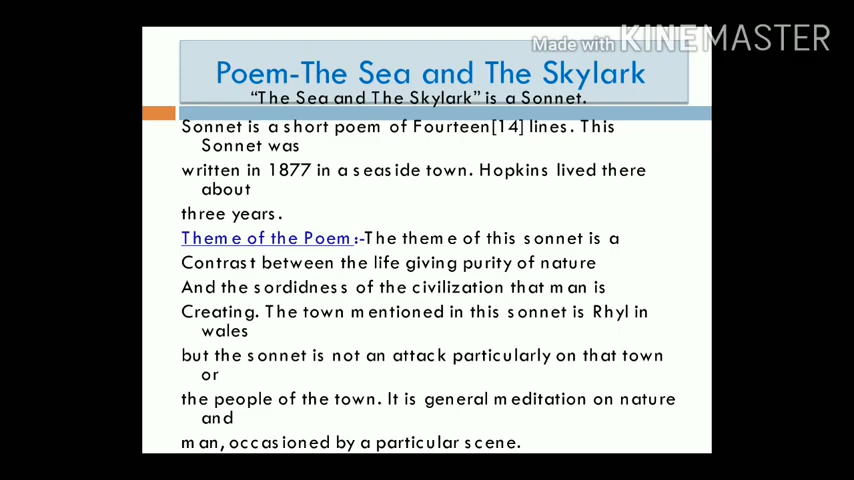 Made with KINEMASTER
Poem-The Sea and The Skylark
“The Sea and The Skylark” is a Sonnet.
Sonnet is a short poem of Fourteen[14] lines. This
Sonnet was
written in 1877 in a seaside town. Hopkins lived there
about
three years.
Theme of the Poem:-The theme of this sonnet is a
Contrast between the life giving purity of nature
And the sordidness of the civilization that man is
Creating. The town mentioned in this sonnet is Rhyl in
wales
but the sonnet is not an attack particularly on that town
or
the people of the town. It is general meditation on nature
and
man, occasioned by a particular scene.